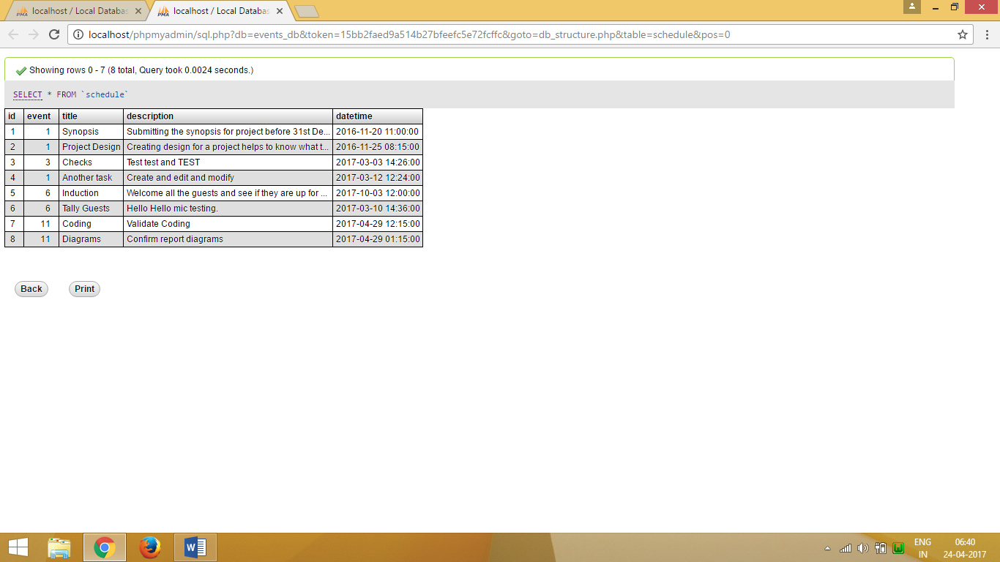 localhost / Local Databas
localhost / Local Databas
localhost/phpmyadmin/sql.php?db=events_db&token=15bb2faed9a514b27bfeefc5e72fcffc&goto=db_structure.php&table=schedule&pos=0
Showing rows 0 - 7 (8 total, Query took 0.0024 seconds.)
SELECT * FROM `schedule`
id event title description datetime
1 1 Synopsis Submitting the synopsis for project before 31st De... 2016-11-20 11:00:00
2 1 Project Design Creating design for a project helps to know what t... 2016-11-25 08:15:00
3 3 Checks Test test and TEST 2017-03-03 14:26:00
4 1 Another task Create and edit and modify 2017-03-12 12:24:00
5 6 Induction Welcome all the guests and see if they are up for ... 2017-10-03 12:00:00
6 6 Tally Guests Hello Hello mic testing. 2017-03-10 14:36:00
7 11 Coding Validate Coding 2017-04-29 12:15:00
8 11 Diagrams Confirm report diagrams 2017-04-29 01:15:00
Back Print
ENG 06:40
IN 24-04-2017